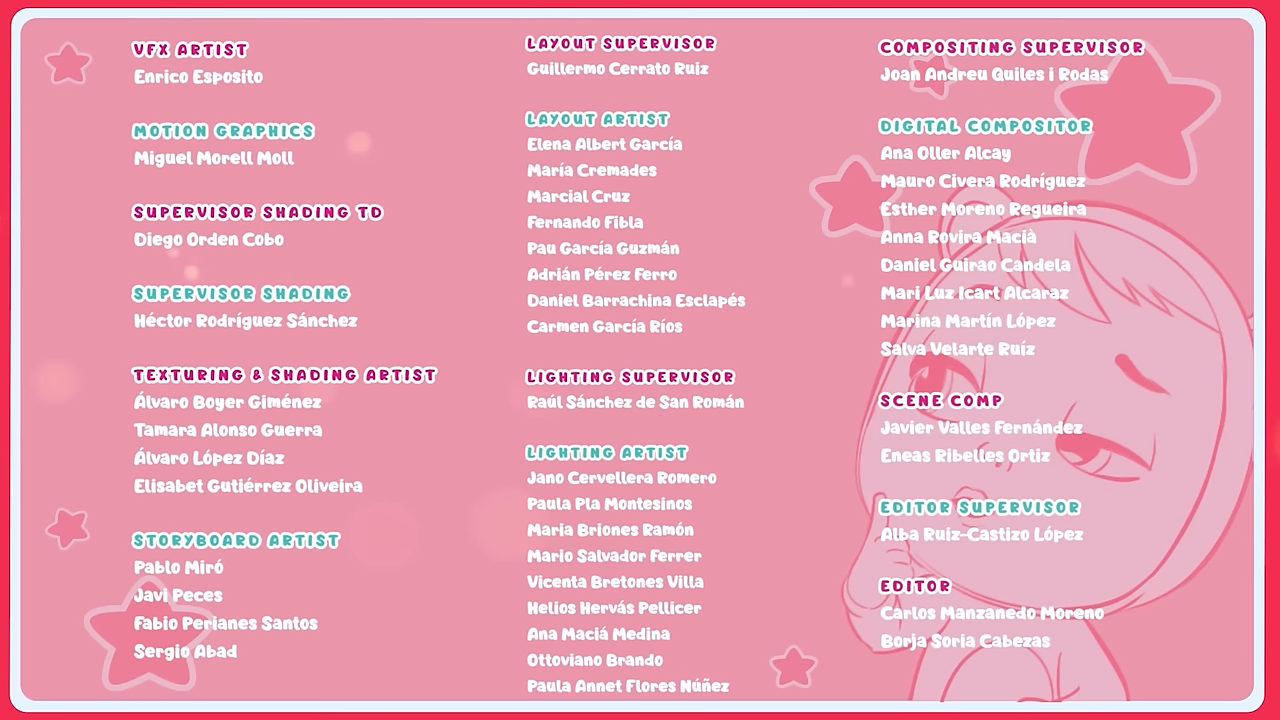 VFX ARTIST
Enrico Esposito
MOTION GRAPHICS
Miguel Morell Moll
SUPERVISOR SHADING TD
Diego Orden Cobo
SUPERVISOR SHADING
Héctor Rodríguez Sánchez
TEXTURING & SHADING ARTIST
Álvaro Boyer Giménez
Tamara Alonso Guerra
Álvaro López Díaz
Elisabet Gutiérrez Oliveira
STORYBOARD ARTIST
Pablo Miró
Javi Peces
Fabio Perianes Santos
Sergio Abad
LAYOUT SUPERVISOR
Guillermo Cerrato Ruiz
LAYOUT ARTIST
Elena Albert García
María Cremades
Marcial Cruz
Fernando Fibla
Pau García Guzmán
Adrián Pérez Ferro
Daniel Barrachina Esclapés
Carmen García Ríos
LIGHTING SUPERVISOR
Raúl Sánchez de San Román
LIGHTING ARTIST
Jano Cervellera Romero
Paula Pla Montesinos
Maria Briones Ramón
Mario Salvador Ferrer
Vicenta Bretones Villa
Helios Hervás Pellicer
Ana Maciá Medina
Ottoviano Brando
Paula Annet Flores Núñez
COMPOSITING SUPERVISOR
Joan Andreu Quiles i Rodas
DIGITAL COMPOSITOR
Ana Oller Alcay
Mauro Civera Rodríguez
Esther Moreno Regueira
Anna Rovira Macià
Daniel Guirao Candela
Mari Luz Icart Alcaraz
Marina Martín López
Salva Velarte Ruíz
SCENE COMP
Javier Valles Fernández
Eneas Ribelles Ortiz
EDITOR SUPERVISOR
Alba Ruiz-Castizo López
EDITOR
Carlos Manzanedo Moreno
Borja Soria Cabezas